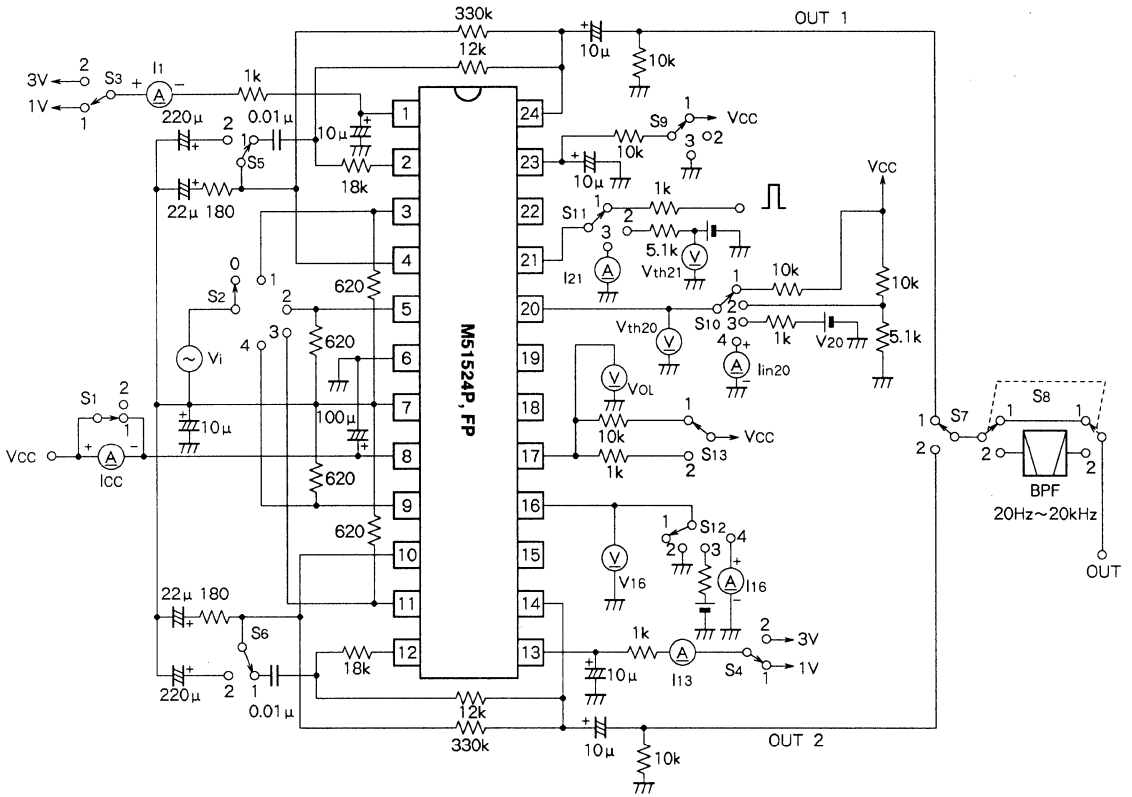 330k
OUT 1
12k
10µ
10k
3V
2
S3
+
I1
−
A
1k
1V
1
220µ
2
0.01µ
1
S5
10µ
18k
22µ
180
1
2
3
4
5
6
7
8
9
10
11
12
24
23
22
21
20
19
18
17
16
15
14
13
M51524P, FP
S9
1
VCC
2
3
10k
10µ
VCC
S11
1
1k
2
3
5.1k
A
I21
V
Vth21
0
S2
1
2
3
4
620
620
Vi
10µ
100µ
620
620
S1
2
1
VCC
+
A
−
ICC
1
10k
10k
2
S10
3
1k
V20
4
+
A
−
Iin20
5.1k
Vth20
V
V
VOL
10k
1
VCC
S13
1k
2
1
S12
2
3
4
V
V16
+
A
−
I16
1
S7
2
S8
1
1
2
2
BPF
20Hz~20kHz
OUT
22µ
180
S6
220µ
2
1
0.01µ
18k
12k
330k
1k
A
I13
10µ
S4
2
3V
1
1V
10µ
10k
OUT 2